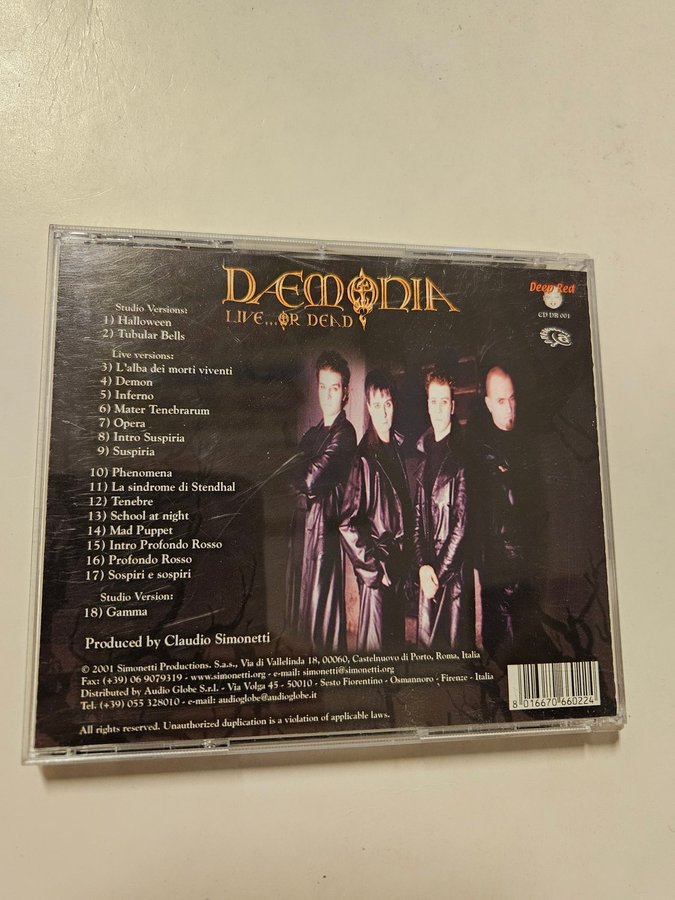 DÆMONIA
LIVE...OR DEAD
Deep Red
CD DR 001
Studio Versions:
1) Halloween
2) Tubular Bells
Live versions:
3) L'alba dei morti viventi
4) Demon
5) Inferno
6) Mater Tenebrarum
7) Opera
8) Intro Suspiria
9) Suspiria
10) Phenomena
11) La sindrome di Stendhal
12) Tenebre
13) School at night
14) Mad Puppet
15) Intro Profondo Rosso
16) Profondo Rosso
17) Sospiri e sospiri
Studio Version:
18) Gamma
Produced by Claudio Simonetti
© 2001 Simonetti Productions. S.a.s., Via di Vallelinda 18, 00060, Castelnuovo di Porto, Roma, Italia
Fax: (+39) 06 9079319 - www.simonetti.org - e-mail: simonetti@simonetti.org
Distributed by Audio Globe S.r.l. - Via Volga 45 - 50010 - Sesto Fiorentino - Osmannoro - Firenze - Italia
Tel. (+39) 055 328010 - e-mail: audioglobe@audioglobe.it
All rights reserved. Unauthorized duplication is a violation of applicable laws.
8 016670 660224